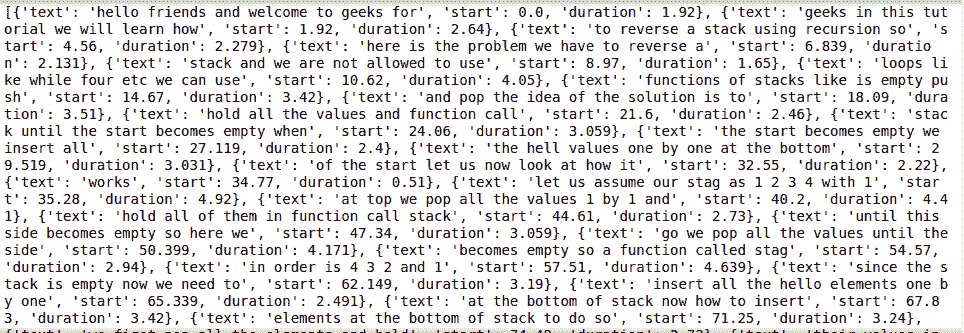 [{'text': 'hello friends and welcome to geeks for', 'start': 0.0, 'duration': 1.92}, {'text': 'geeks in this tut
orial we will learn how', 'start': 1.92, 'duration': 2.64}, {'text': 'to reverse a stack using recursion so', 's
tart': 4.56, 'duration': 2.279}, {'text': 'here is the problem we have to reverse a', 'start': 6.839, 'duratio
n': 2.131}, {'text': 'stack and we are not allowed to use', 'start': 8.97, 'duration': 1.65}, {'text': 'loops li
ke while four etc we can use', 'start': 10.62, 'duration': 4.05}, {'text': 'functions of stacks like is empty pu
sh', 'start': 14.67, 'duration': 3.42}, {'text': 'and pop the idea of the solution is to', 'start': 18.09, 'dura
tion': 3.51}, {'text': 'hold all the values and function call', 'start': 21.6, 'duration': 2.46}, {'text': 'stac
k until the start becomes empty when', 'start': 24.06, 'duration': 3.059}, {'text': 'the start becomes empty we
insert all', 'start': 27.119, 'duration': 2.4}, {'text': 'the hell values one by one at the bottom', 'start': 2
9.519, 'duration': 3.031}, {'text': 'of the start let us now look at how it', 'start': 32.55, 'duration': 2.22},
{'text': 'works', 'start': 34.77, 'duration': 0.51}, {'text': 'let us assume our stag as 1 2 3 4 with 1', 'star
t': 35.28, 'duration': 4.92}, {'text': 'at top we pop all the values 1 by 1 and', 'start': 40.2, 'duration': 4.4
1}, {'text': 'hold all of them in function call stack', 'start': 44.61, 'duration': 2.73}, {'text': 'until this
side becomes empty so here we', 'start': 47.34, 'duration': 3.059}, {'text': 'go we pop all the values until the
side', 'start': 50.399, 'duration': 4.171}, {'text': 'becomes empty so a function called stag', 'start': 54.57,
'duration': 2.94}, {'text': 'in order is 4 3 2 and 1', 'start': 57.51, 'duration': 4.639}, {'text': 'since the s
tack is empty now we need to', 'start': 62.149, 'duration': 3.19}, {'text': 'insert all the hello elements one b
y one', 'start': 65.339, 'duration': 2.491}, {'text': 'at the bottom of stack now how to insert', 'start': 67.8
3, 'duration': 3.42}, {'text': 'elements at the bottom of stack to do so', 'start': 71.25, 'duration': 3.24},